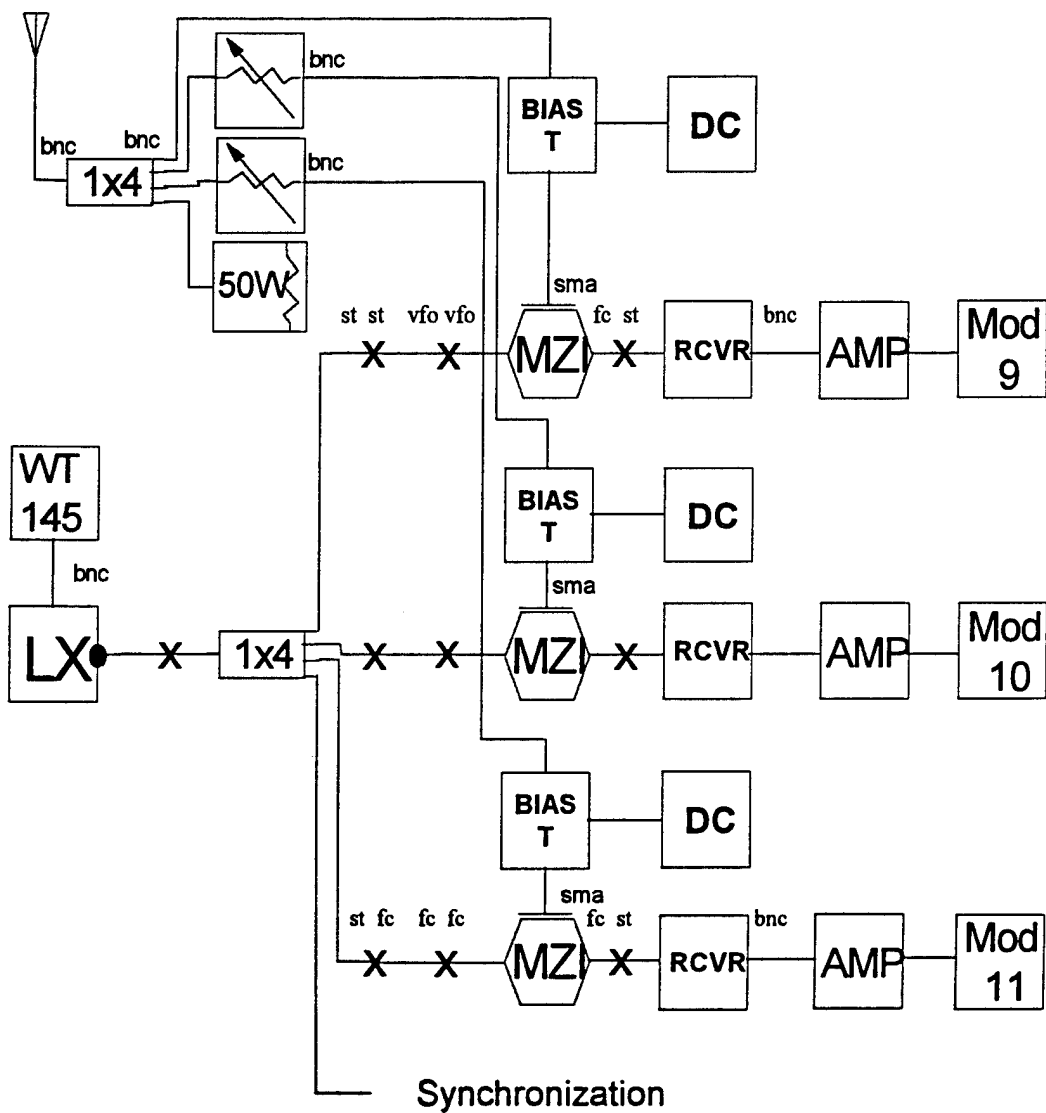 bnc
BIAS
T
DC
bnc
bnc
1x4
bnc
50W
sma
st st
vfo vfo
MZI
fc st
RCVR
bnc
AMP
Mod
9
WT
145
bnc
BIAS
T
DC
sma
LX
1x4
MZI
RCVR
AMP
Mod
10
BIAS
T
DC
sma
st fc
fc fc
MZI
fc st
RCVR
bnc
AMP
Mod
11
Synchronization